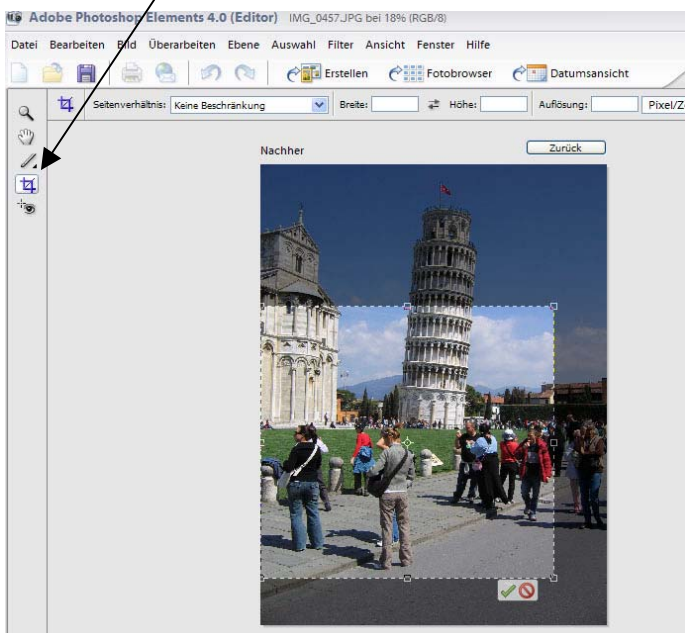 Adobe Photoshop Elements 4.0 (Editor) IMG_0457.JPG bei 18% (RGB/8)
Datei Bearbeiten Bild Überarbeiten Ebene Auswahl Filter Ansicht Fenster Hilfe
Erstellen Fotobrowser Datumsansicht
Seitenverhältnis: Keine Beschränkung Breite: Höhe: Auflösung: Pixel/Z
Nachher Zurück